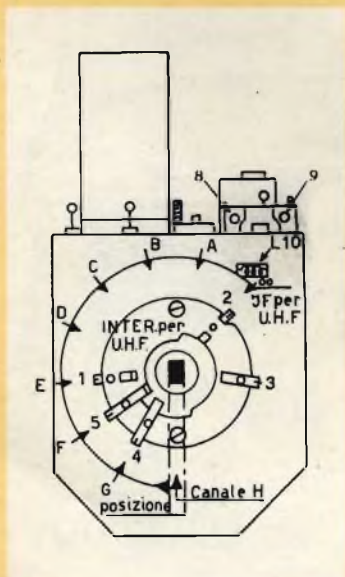 8
9
B
A
L10
C
2
JF per
U.H.F
D
INTER.per
U.H.F.
E
1
3
5
F
4
G
posizione
Canale H